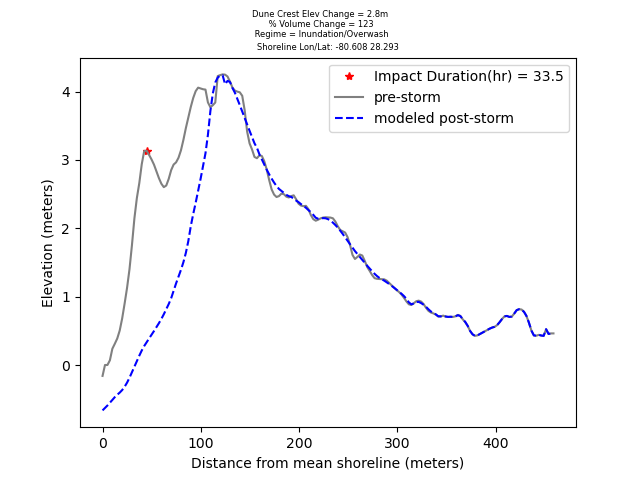 Dune Crest Elev Change = 2.8m
% Volume Change = 123
Regime = Inundation/Overwash
Shoreline Lon/Lat: -80.608 28.293
Impact Duration(hr) = 33.5
pre-storm
modeled post-storm
Elevation (meters)
4
3
2
1
0
0 100 200 300 400
Distance from mean shoreline (meters)